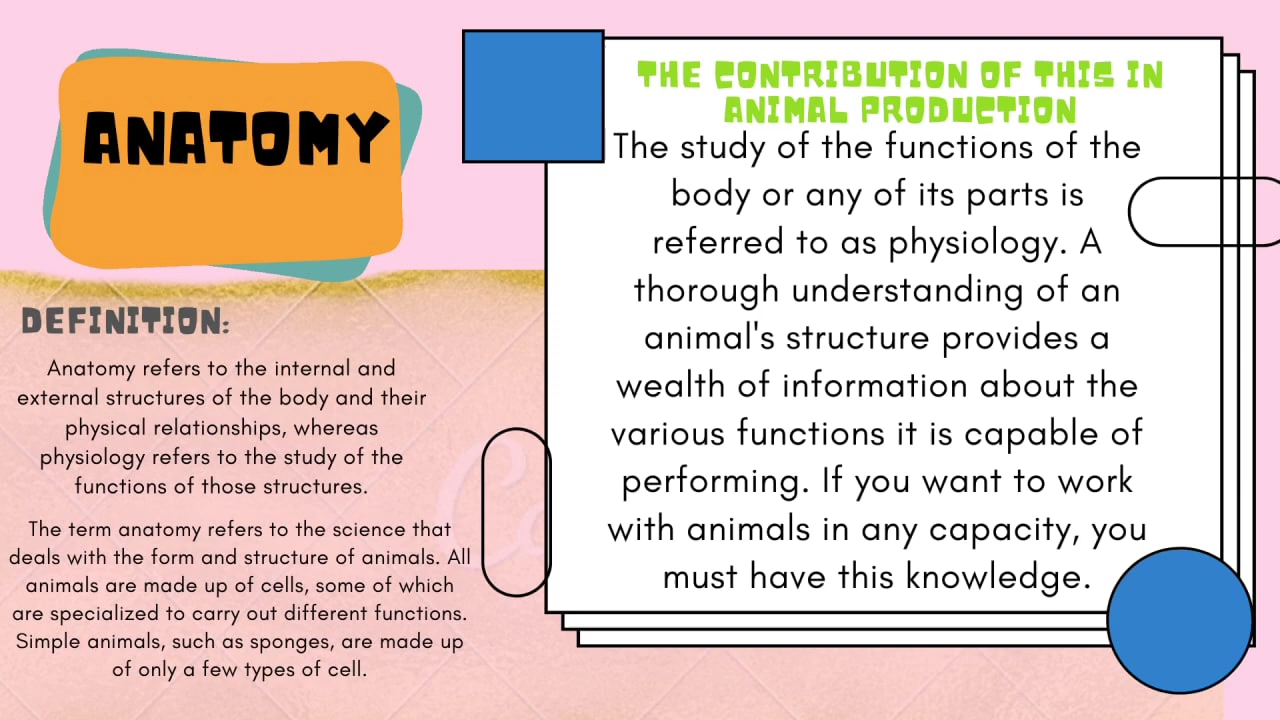 ANATOMY
DEFINITION:
Anatomy refers to the internal and
external structures of the body and their
physical relationships, whereas
physiology refers to the study of the
functions of those structures.
The term anatomy refers to the science that
deals with the form and structure of animals. All
animals are made up of cells, some of which
are specialized to carry out different functions.
Simple animals, such as sponges, are made up
of only a few types of cell.
THE CONTRIBUTION OF THIS IN
ANIMAL PRODUCTION
The study of the functions of the
body or any of its parts is
referred to as physiology. A
thorough understanding of an
animal's structure provides a
wealth of information about the
various functions it is capable of
performing. If you want to work
with animals in any capacity, you
must have this knowledge.